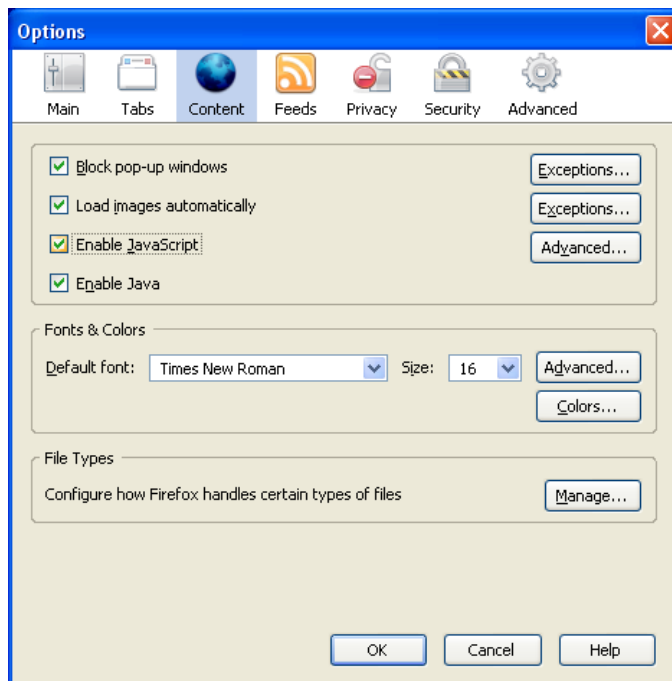 Options
Main Tabs Content Feeds Privacy Security Advanced
Block pop-up windows Exceptions...
Load images automatically Exceptions...
Enable JavaScript Advanced...
Enable Java
Fonts & Colors
Default font: Times New Roman Size: 16 Advanced...
Colors...
File Types
Configure how Firefox handles certain types of files Manage...
OK Cancel Help